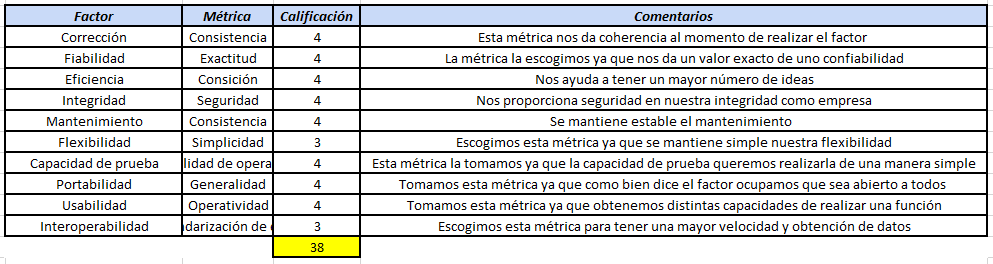 Factor Métrica Calificación Comentarios
Corrección Consistencia 4 Esta métrica nos da coherencia al momento de realizar el factor
Fiabilidad Exactitud 4 La métrica la escogimos ya que nos da un valor exacto de uno confiabilidad
Eficiencia Consición 4 Nos ayuda a tener un mayor número de ideas
Integridad Seguridad 4 Nos proporciona seguridad en nuestra integridad como empresa
Mantenimiento Consistencia 4 Se mantiene estable el mantenimiento
Flexibilidad Simplicidad 3 Escogimos esta métrica ya que se mantiene simple nuestra flexibilidad
Capacidad de prueba ilidad de opera 4 Esta métrica la tomamos ya que la capacidad de prueba queremos realizarla de una manera simple
Portabilidad Generalidad 4 Tomamos esta métrica ya que como bien dice el factor ocupamos que sea abierto a todos
Usabilidad Operatividad 4 Tomamos esta métrica ya que obtenemos distintas capacidades de realizar una función
Interoperabilidad ndarización de 3 Escogimos esta métrica para tener una mayor velocidad y obtención de datos
38